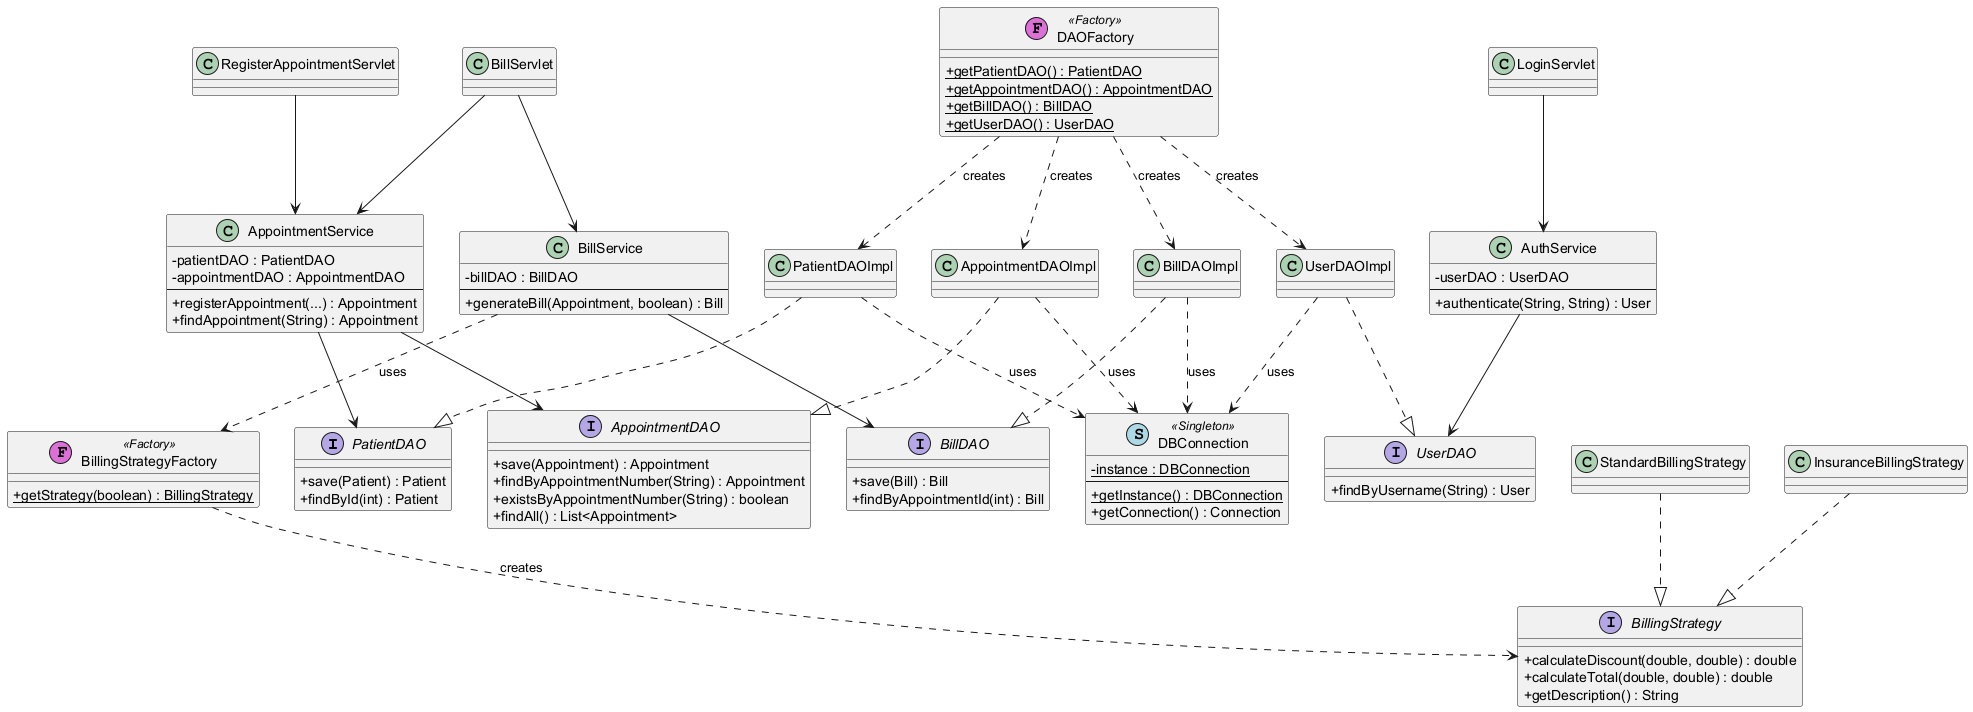 F «Factory»
DAOFactory
+getPatientDAO() : PatientDAO
+getAppointmentDAO() : AppointmentDAO
+getBillDAO() : BillDAO
+getUserDAO() : UserDAO
C RegisterAppointmentServlet
C BillServlet
C LoginServlet
creates
creates
creates
creates
C AppointmentService
-patientDAO : PatientDAO
-appointmentDAO : AppointmentDAO
+registerAppointment(...) : Appointment
+findAppointment(String) : Appointment
C BillService
-billDAO : BillDAO
+generateBill(Appointment, boolean) : Bill
C PatientDAOImpl
C AppointmentDAOImpl
C BillDAOImpl
C UserDAOImpl
C AuthService
-userDAO : UserDAO
+authenticate(String, String) : User
uses
uses
uses
uses
uses
F «Factory»
BillingStrategyFactory
+getStrategy(boolean) : BillingStrategy
I PatientDAO
+save(Patient) : Patient
+findById(int) : Patient
I AppointmentDAO
+save(Appointment) : Appointment
+findByAppointmentNumber(String) : Appointment
+existsByAppointmentNumber(String) : boolean
+findAll() : List<Appointment>
I BillDAO
+save(Bill) : Bill
+findByAppointmentId(int) : Bill
S «Singleton»
DBConnection
-instance : DBConnection
+getInstance() : DBConnection
+getConnection() : Connection
I UserDAO
+findByUsername(String) : User
C StandardBillingStrategy
C InsuranceBillingStrategy
creates
I BillingStrategy
+calculateDiscount(double, double) : double
+calculateTotal(double, double) : double
+getDescription() : String